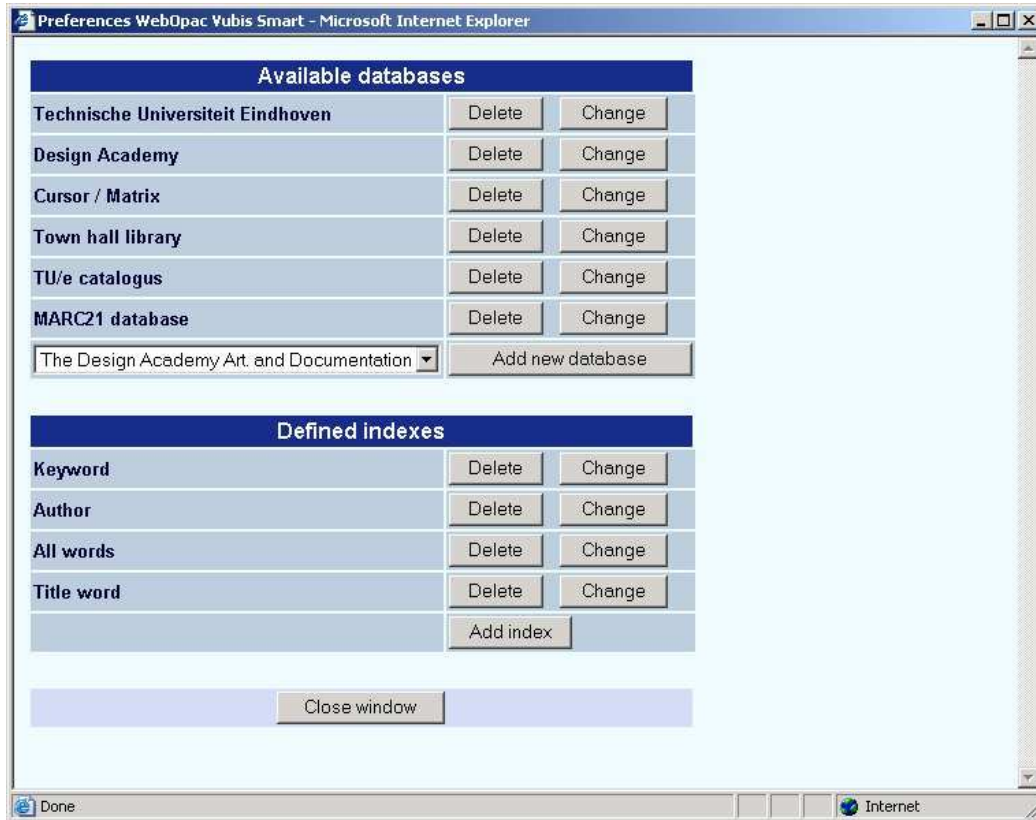 Preferences WebOpac Vubis Smart - Microsoft Internet Explorer
Available databases
Technische Universiteit Eindhoven Delete Change
Design Academy Delete Change
Cursor / Matrix Delete Change
Town hall library Delete Change
TU/e catalogus Delete Change
MARC21 database Delete Change
The Design Academy Art. and Documentation Add new database
Defined indexes
Keyword Delete Change
Author Delete Change
All words Delete Change
Title word Delete Change
Add index
Close window
Done Internet